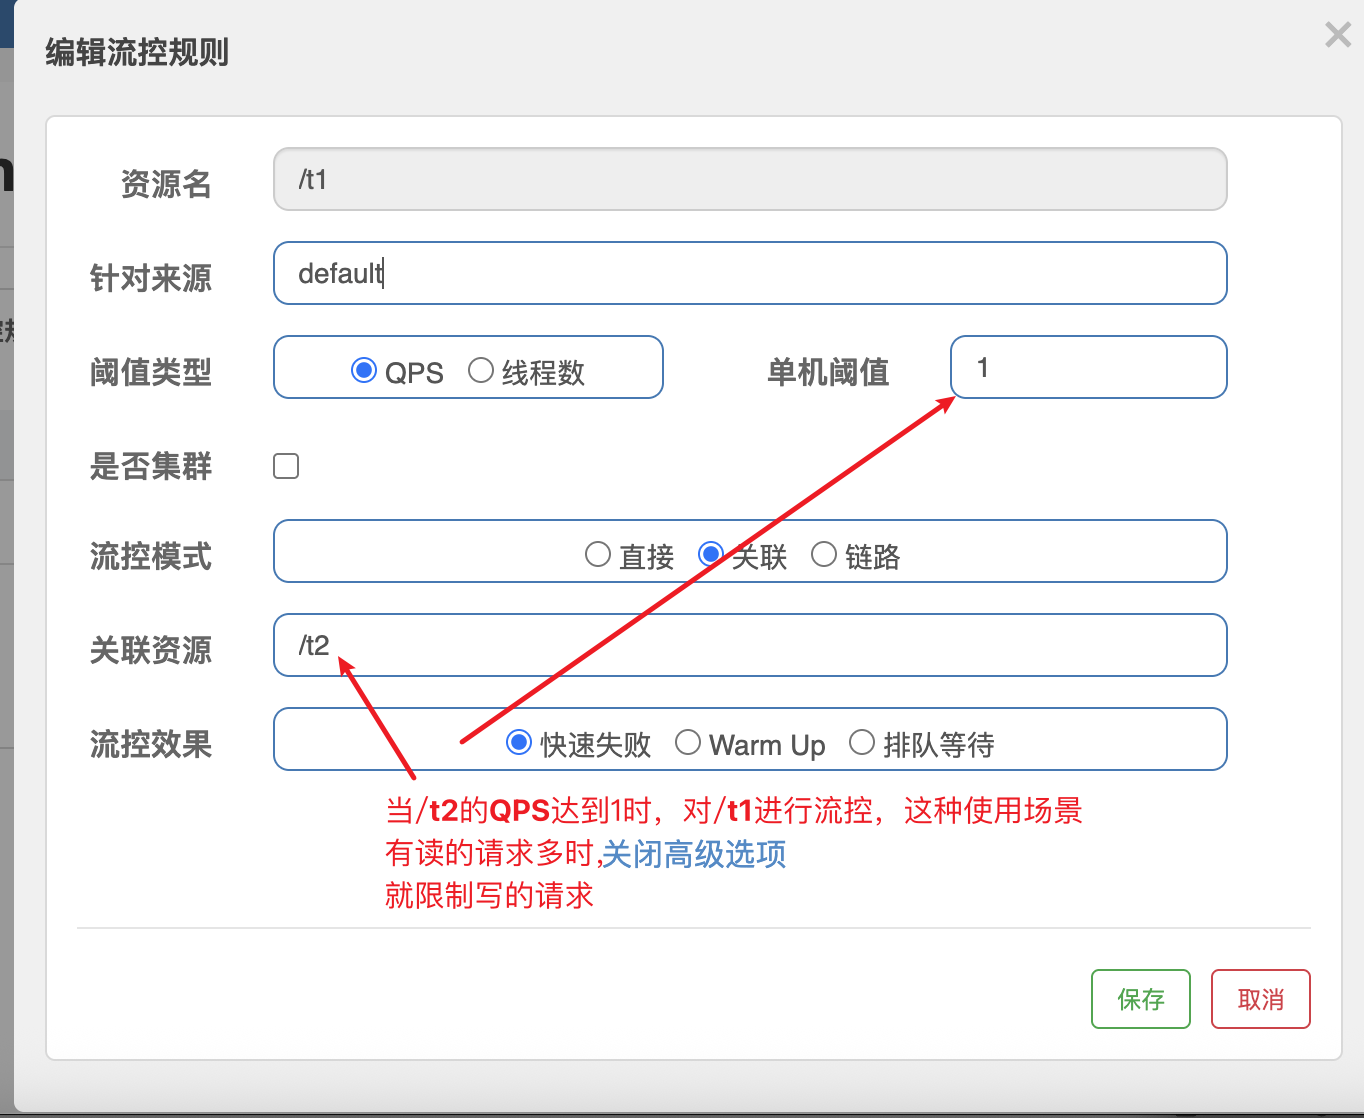 编辑流控规则
×
资源名 /t1
针对来源 default
阈值类型 QPS 线程数 单机阈值 1
是否集群
流控模式 直接 关联 链路
关联资源 /t2
流控效果 快速失败 Warm Up 排队等待
当/t2的QPS达到1时，对/t1进行流控，这种使用场景
有读的请求多时,关闭高级选项
就限制写的请求
保存 取消